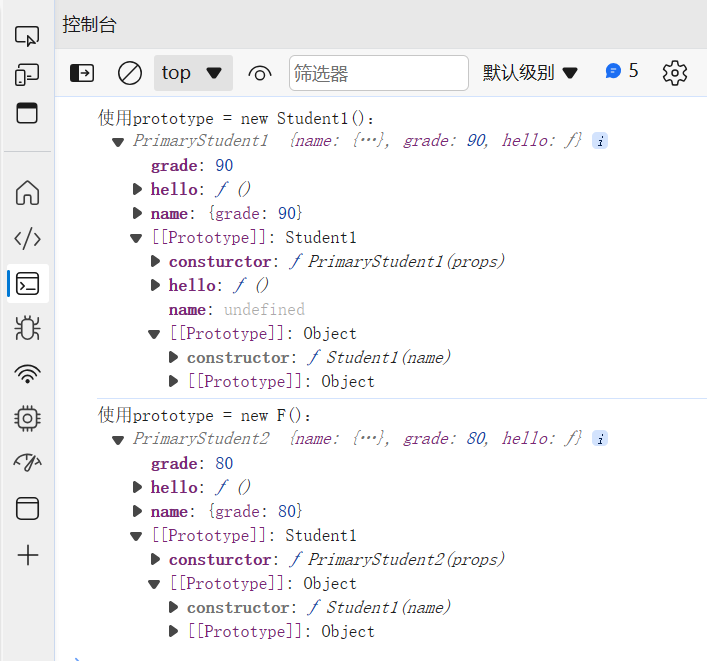 控制台
top 筛选器 默认级别 5
使用prototype = new Student1():
PrimaryStudent1 {name: {…}, grade: 90, hello: ƒ} i
grade: 90
hello: ƒ ()
name: {grade: 90}
[[Prototype]]: Student1
consturctor: ƒ PrimaryStudent1(props)
hello: ƒ ()
name: undefined
[[Prototype]]: Object
constructor: ƒ Student1(name)
[[Prototype]]: Object
使用prototype = new F():
PrimaryStudent2 {name: {…}, grade: 80, hello: ƒ} i
grade: 80
hello: ƒ ()
name: {grade: 80}
[[Prototype]]: Student1
consturctor: ƒ PrimaryStudent2(props)
[[Prototype]]: Object
constructor: ƒ Student1(name)
[[Prototype]]: Object